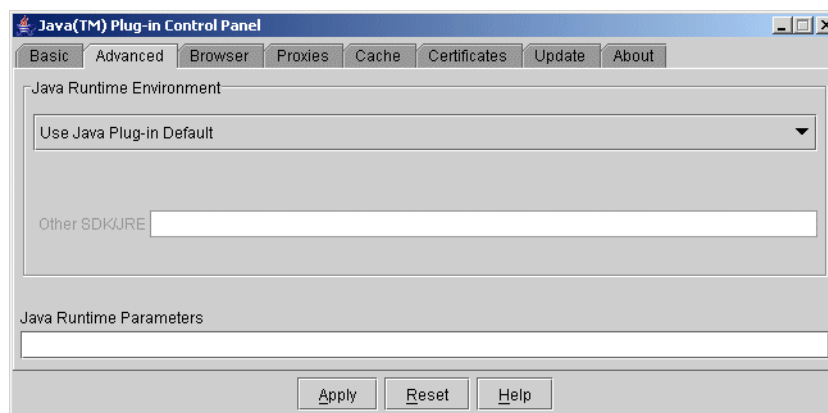 Java(TM) Plug-in Control Panel
Basic Advanced Browser Proxies Cache Certificates Update About
Java Runtime Environment
Use Java Plug-in Default
Other SDK/JRE
Java Runtime Parameters
Apply Reset Help